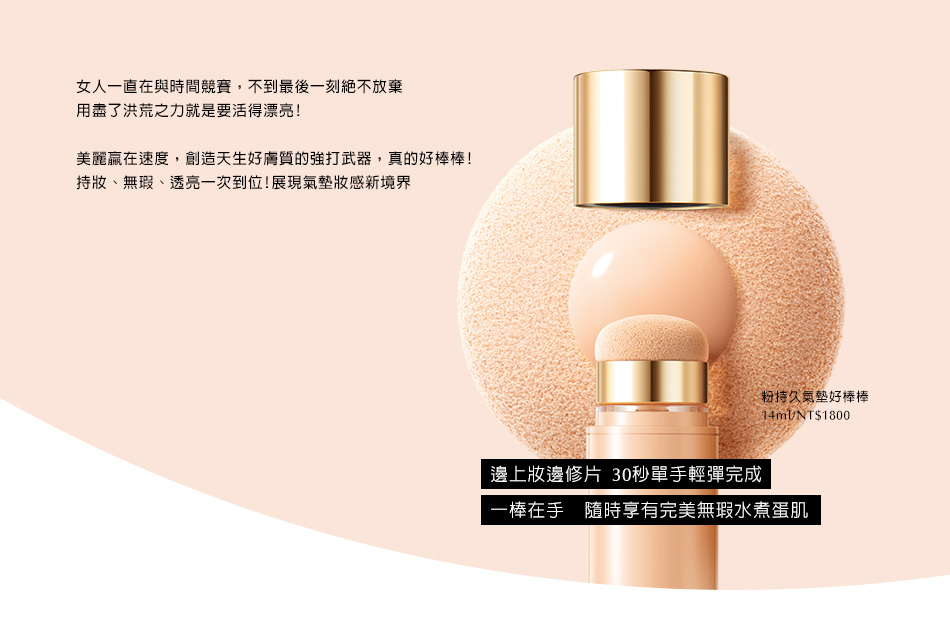 女人一直在與時間競賽，不到最後一刻絕不放棄
用盡了洪荒之力就是要活得漂亮!
美麗贏在速度，創造天生好膚質的強打武器，真的好棒棒!
持妝、無瑕、透亮一次到位!展現氣墊妝感新境界
粉持久氣墊好棒棒
14ml/NT$1800
邊上妝邊修片 30秒單手輕彈完成
一棒在手　隨時享有完美無瑕水煮蛋肌